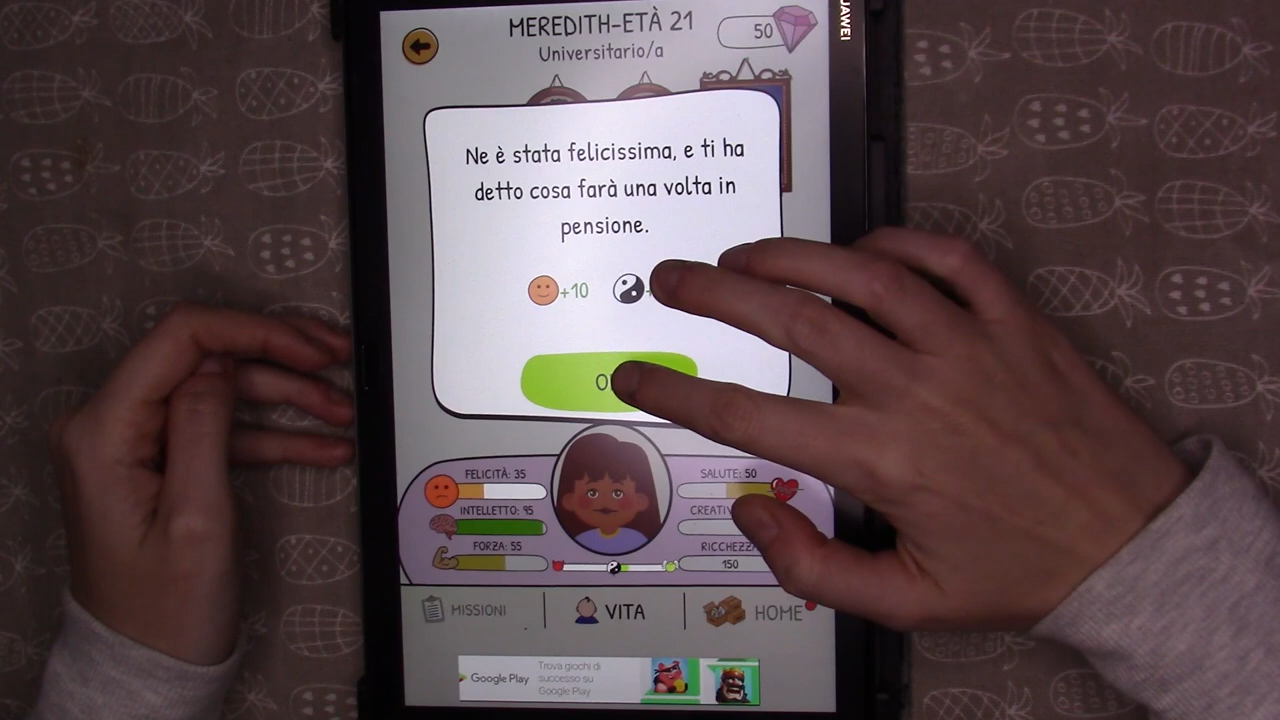 MEREDITH-ETÀ 21
50
Universitario/a
Ne è stata felicissima, e ti ha
detto cosa farà una volta in
pensione.
+10
FELICITÀ: 35
SALUTE: 50
INTELLETTO: 95
FORZA: 55
150
MISSIONI
VITA
HOME
Google Play
Trova giochi di
successo su
Google Play